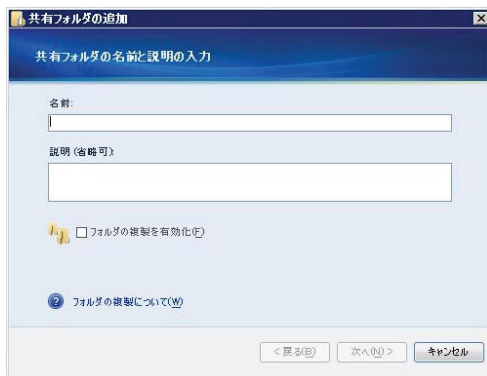 共有フォルダの追加
共有フォルダの名前と説明の入力
名前:
説明 (省略可):
フォルダの複製を有効化(F)
フォルダの複製について(W)
< 戻る(B)
次へ(N) >
キャンセル